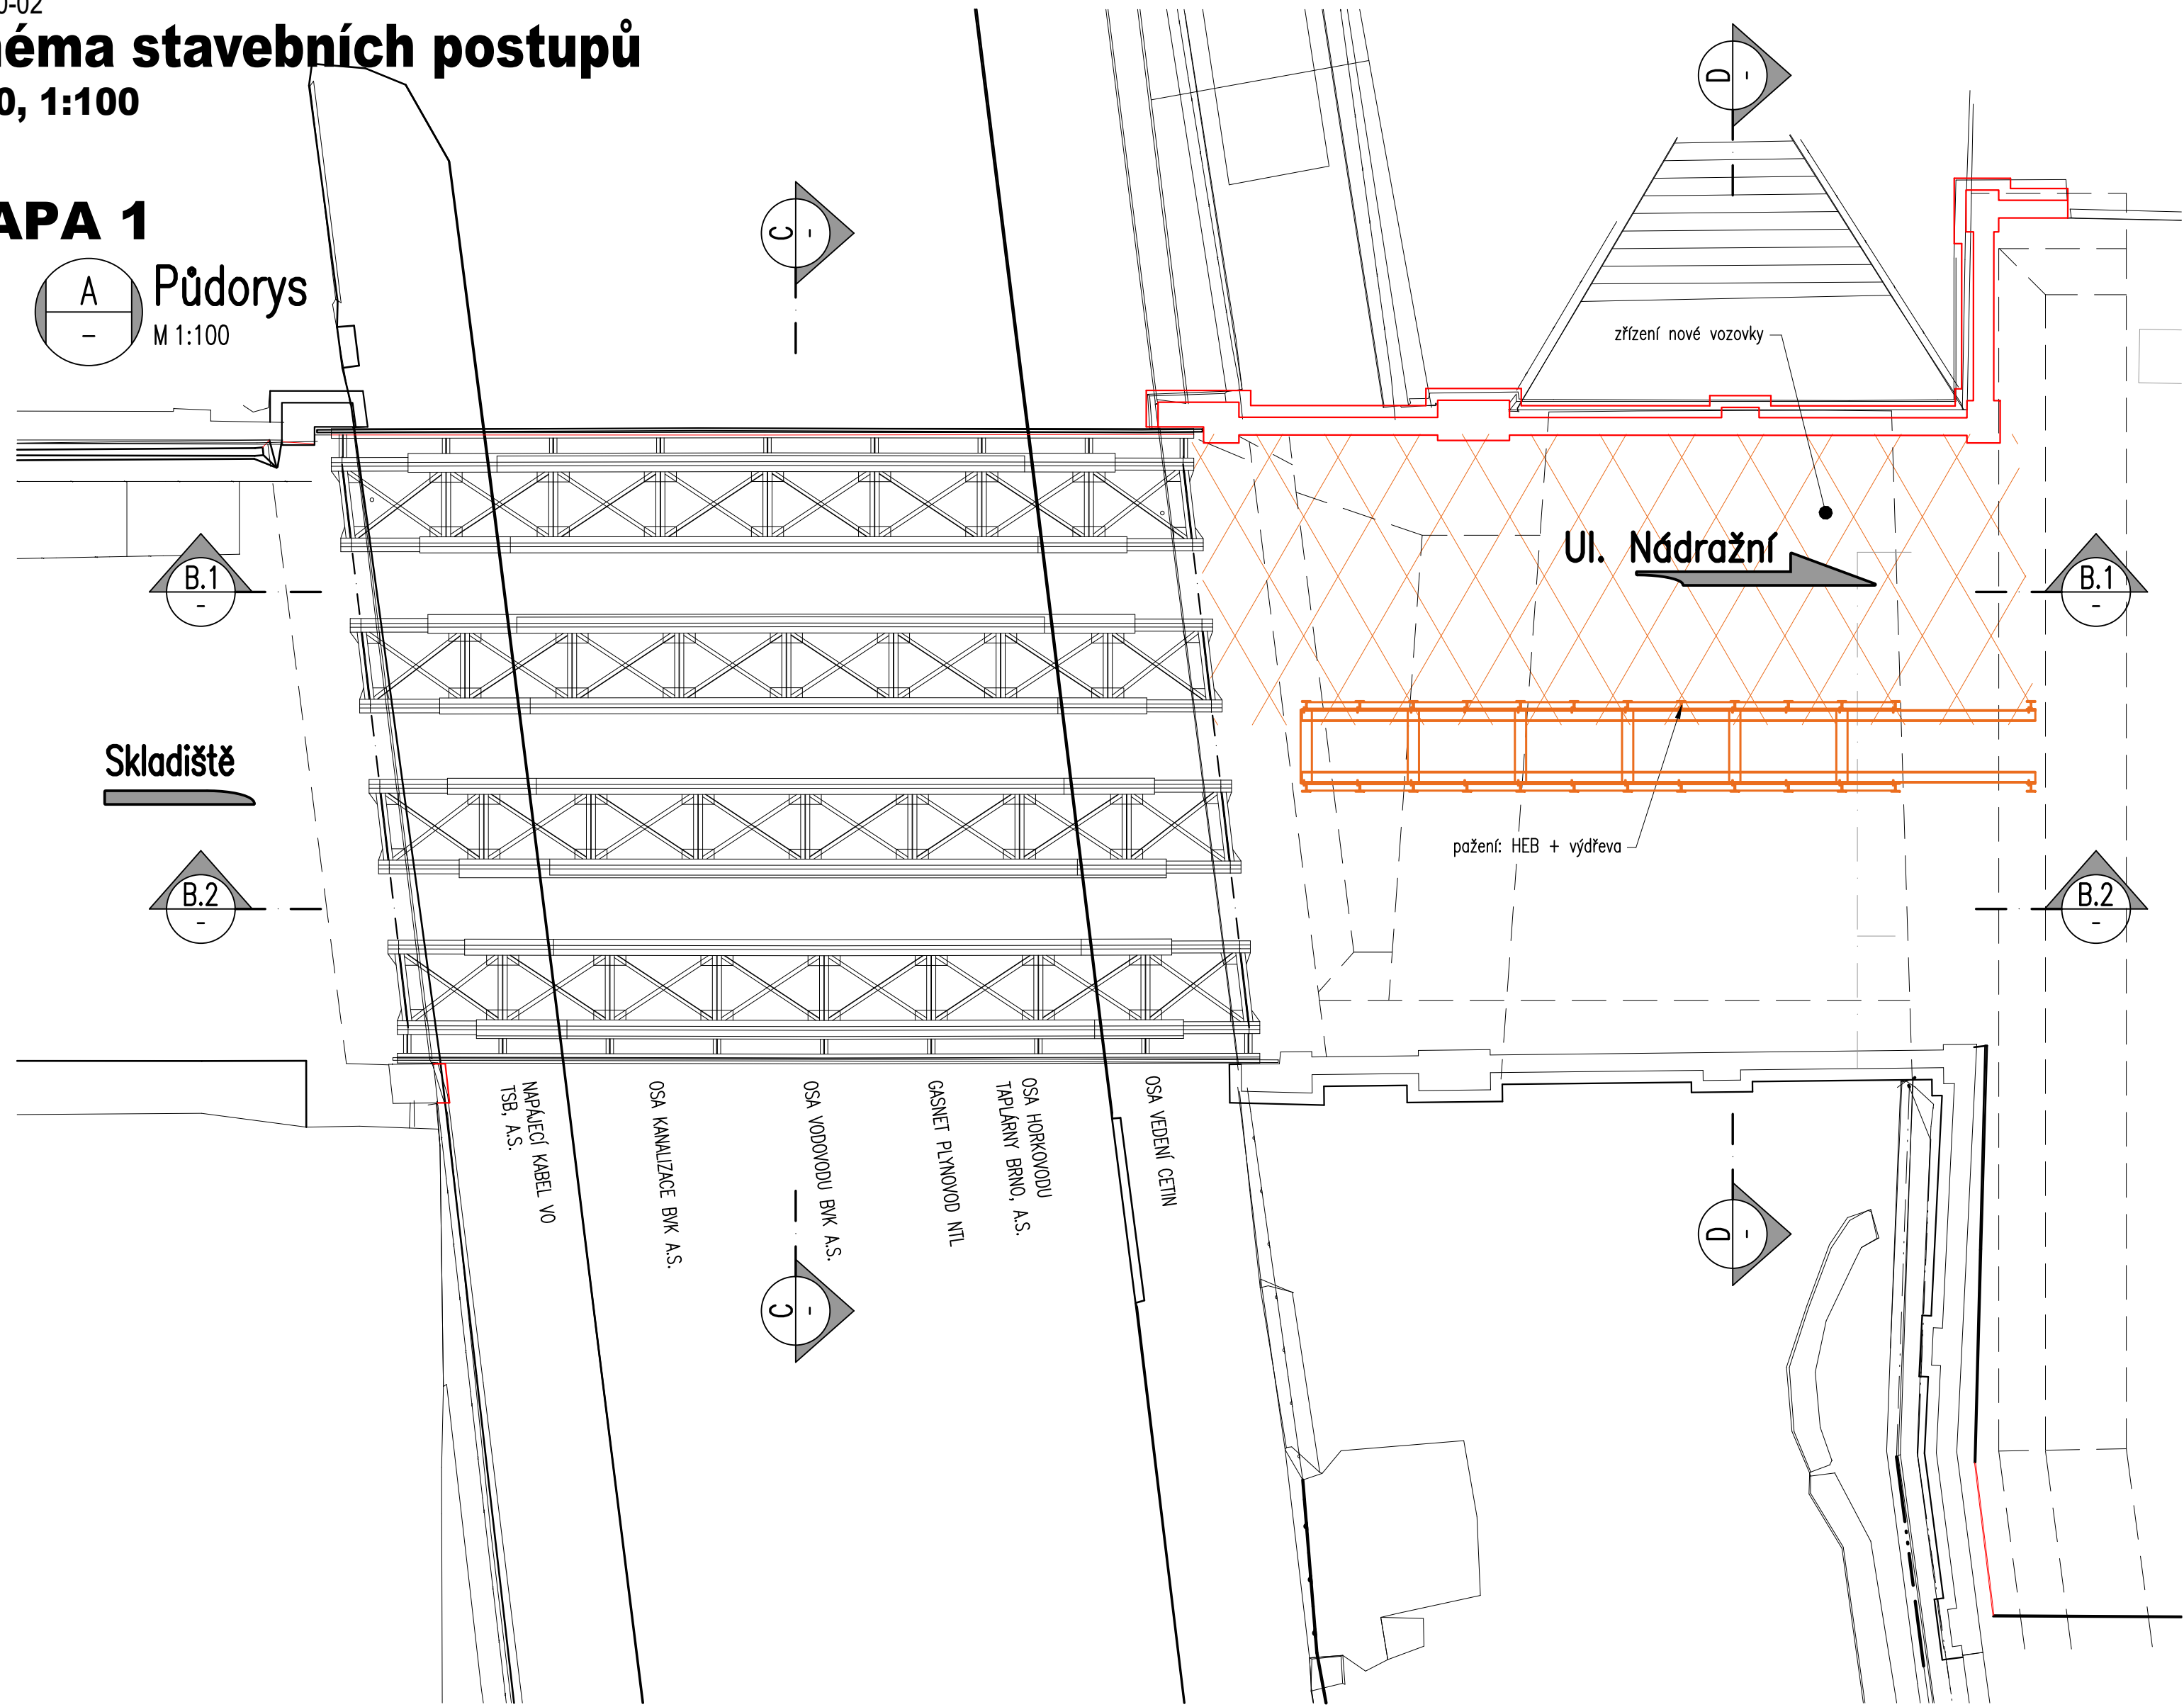 0-02
éma stavebních postupů
0, 1:100
APA 1
A
-
Půdorys
M 1:100
C
-
D
-
zřízení nové vozovky
Ul. Nádražní
B.1
-
B.1
-
Skladiště
pažení: HEB + výdřeva
B.2
-
B.2
-
NAPÁJECÍ KABEL VO
TSB, A.S.
OSA KANALIZACE BVK A.S.
OSA VODOVODU BVK A.S.
GASNET PLYNOVOD NTL
OSA HORKOVODU
TAPLÁRNY BRNO, A.S.
OSA VEDENÍ CETIN
C
-
D
-